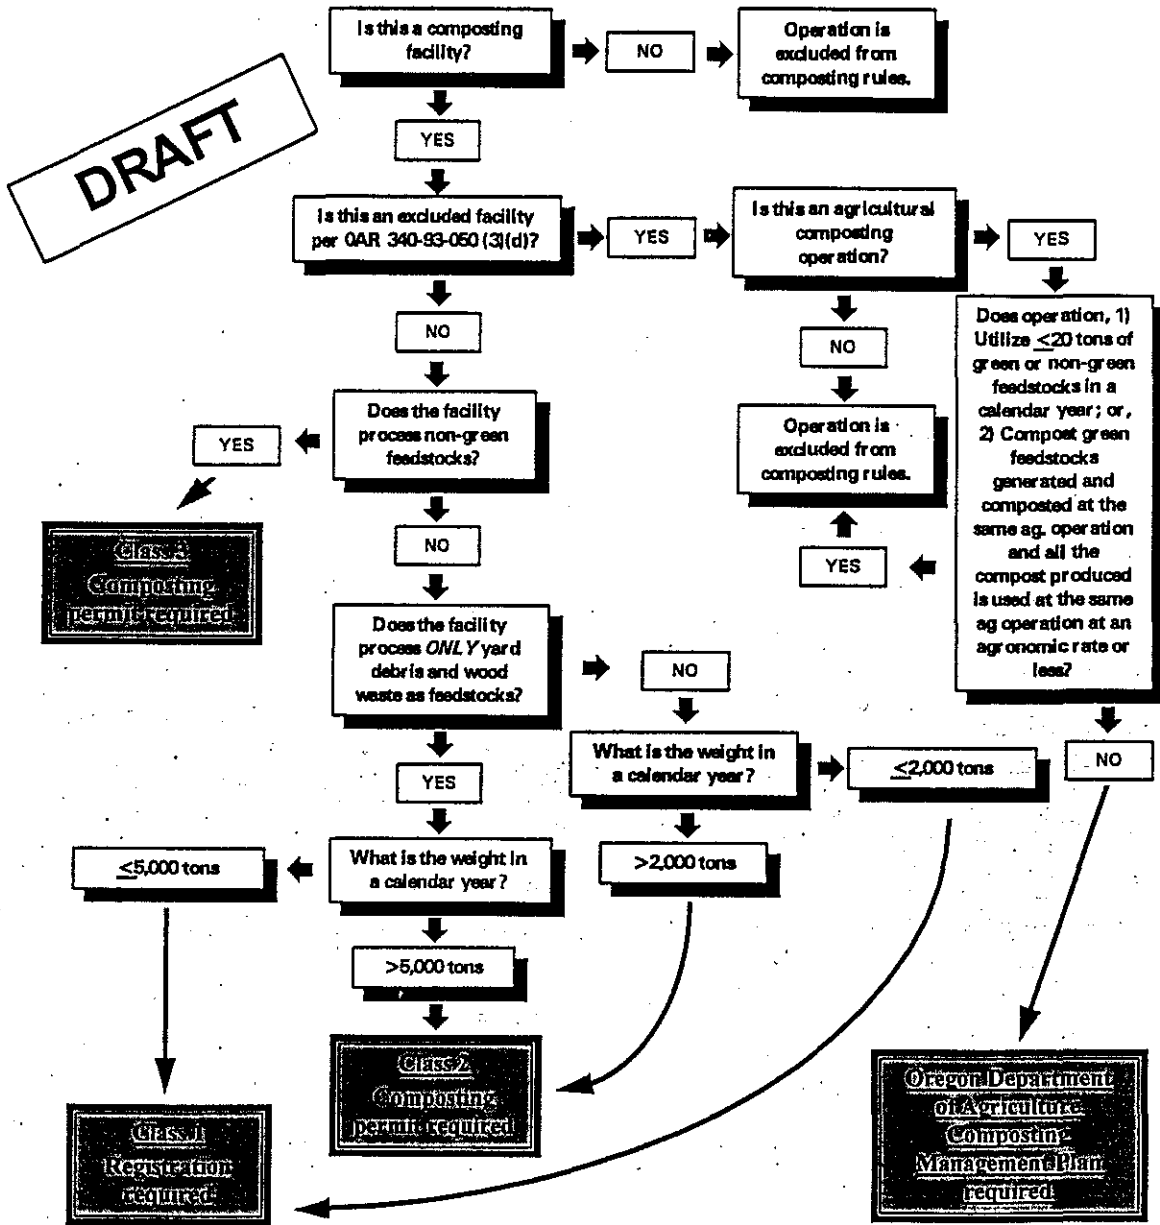 Is this a composting
facility?
NO
Operation is
excluded from
composting rules.
DRAFT
YES
Is this an excluded facility
per OAR 340-93-050 (3)(d)?
YES
Is this an agricultural
composting
operation?
YES
NO
NO
Does operation, 1)
Utilize ≤20 tons of
green or non-green
feedstocks in a
calendar year; or,
2) Compost green
feedstocks
generated and
composted at the
same ag. operation
and all the
compost produced
is used at the same
ag operation at an
agronomic rate or
less?
Does the facility
process non-green
feedstocks?
YES
Operation is
excluded from
composting rules.
Class 3
Composting
permit required
NO
YES
Does the facility
process ONLY yard
debris and wood
waste as feedstocks?
NO
What is the weight in
a calendar year?
≤2,000 tons
NO
YES
≤5,000 tons
What is the weight in
a calendar year?
>2,000 tons
>5,000 tons
Class 2
Composting
permit required
Oregon Department
of Agriculture
Composting
Management Plan
required
Class 1
Registration
required